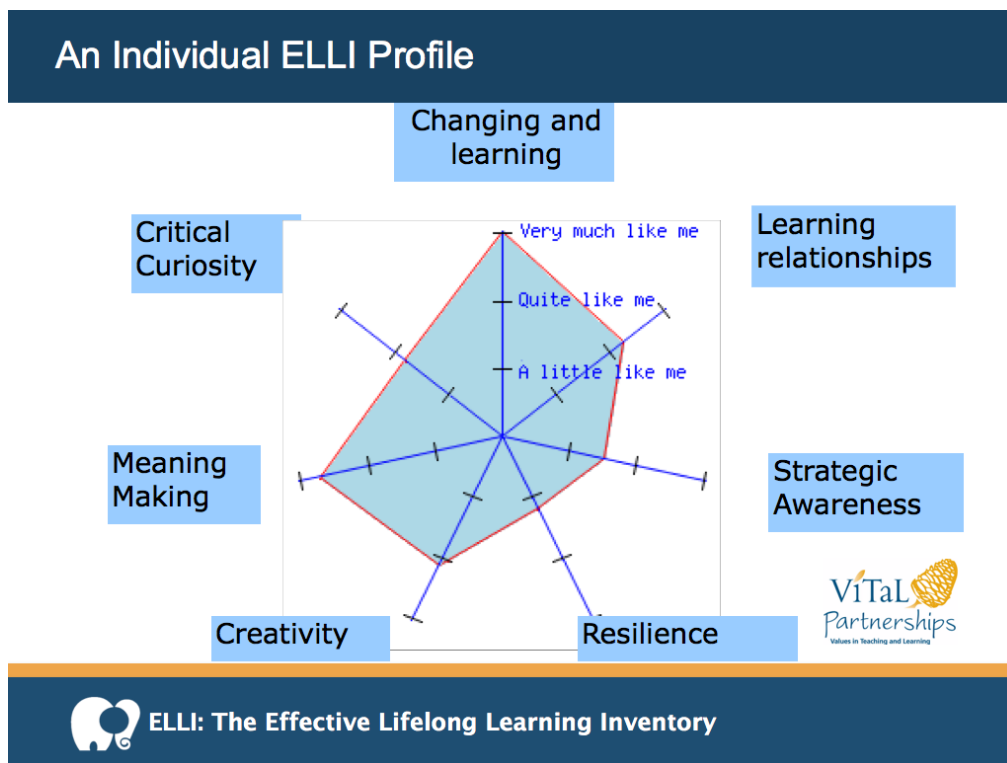 An Individual ELLI Profile
Changing and
learning
Critical
Curiosity
Learning
relationships
Very much like me
Quite like me
A little like me
Meaning
Making
Strategic
Awareness
Creativity
Resilience
ViTaL
Partnerships
Values in Teaching and Learning
ELLI: The Effective Lifelong Learning Inventory